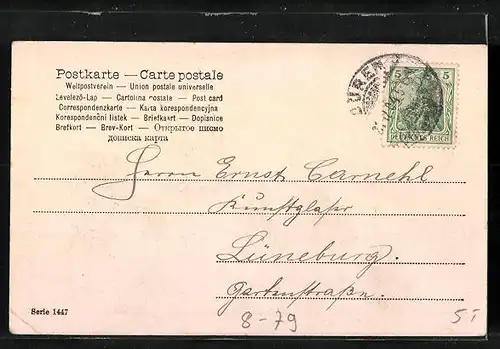 Postkarte — Carte postale
Weltpostverein — Union postale universelle
Levelező-Lap — Cartolina postale — Post card
Correspondenzkarte — Karta korespondencyjna
Korespondenční lístek — Briefkaart — Dopisnice
Brefkort — Brev-Kort — Открытое письмо
дописна карта
DÜREN
5 5
DEUTSCHES REICH
Herrn Ernst Carnehl
Kunstglaser
Lüneburg.
Gartenstraße.
Serie 1447
8-79
5T